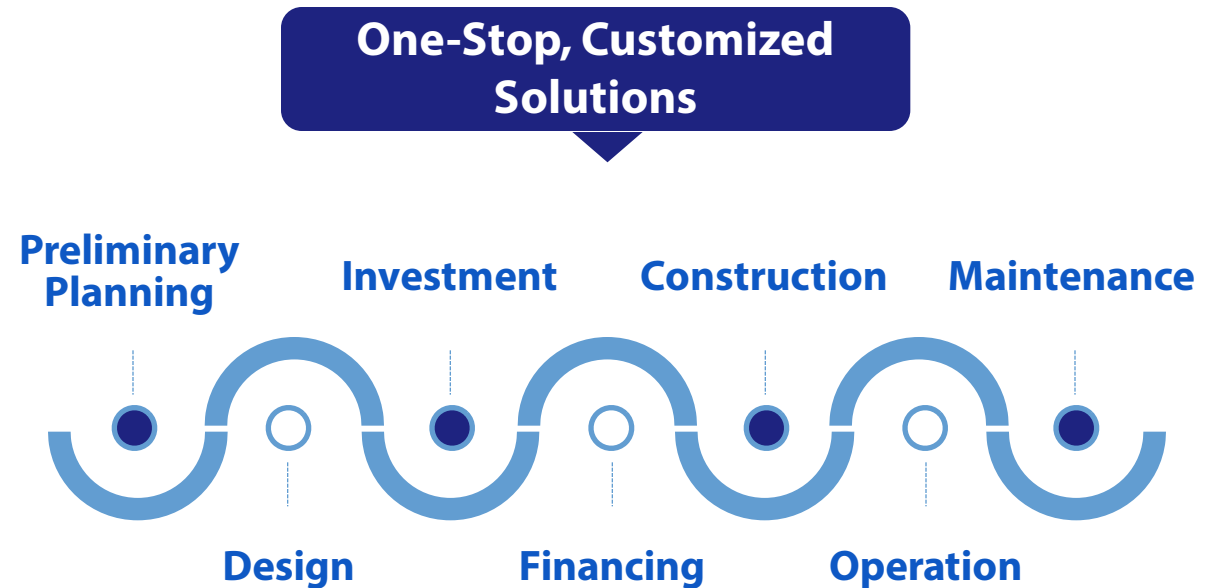 One-Stop, Customized
Solutions
Preliminary
Planning
Investment
Construction
Maintenance
Design
Financing
Operation